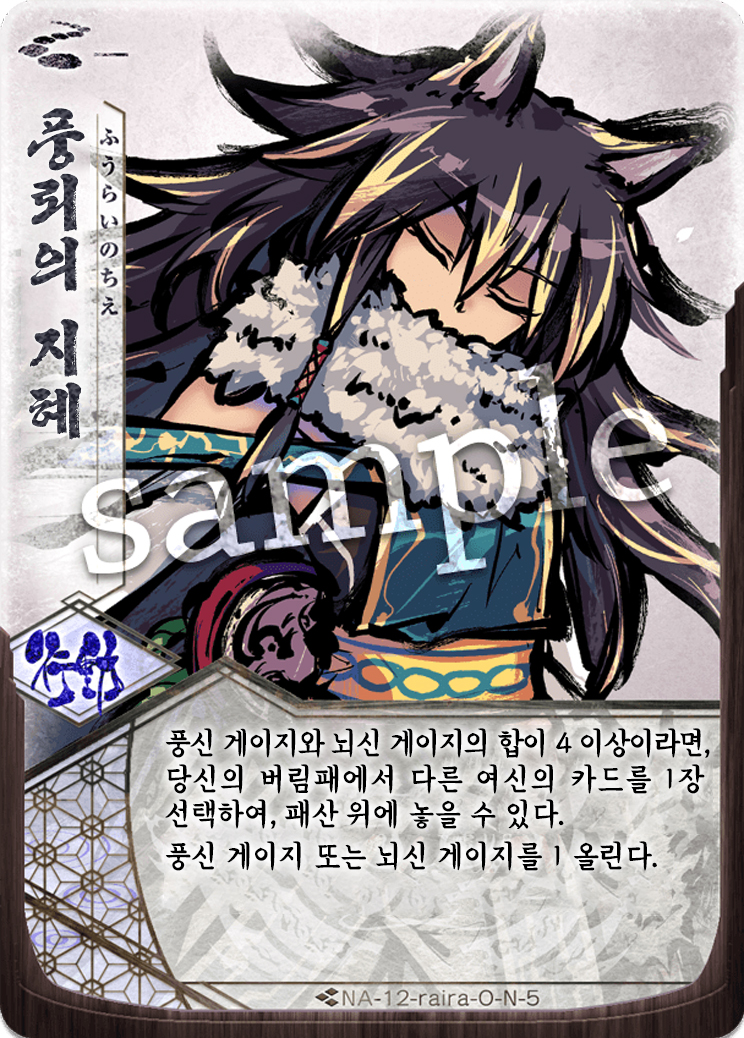 풍뢰의 지혜
ふうらいのちえ
sample
行動
풍신 게이지와 뇌신 게이지의 합이 4 이상이라면,
당신의 버림패에서 다른 여신의 카드를 1장
선택하여, 패산 위에 놓을 수 있다.
풍신 게이지 또는 뇌신 게이지를 1 올린다.
NA-12-raira-O-N-5